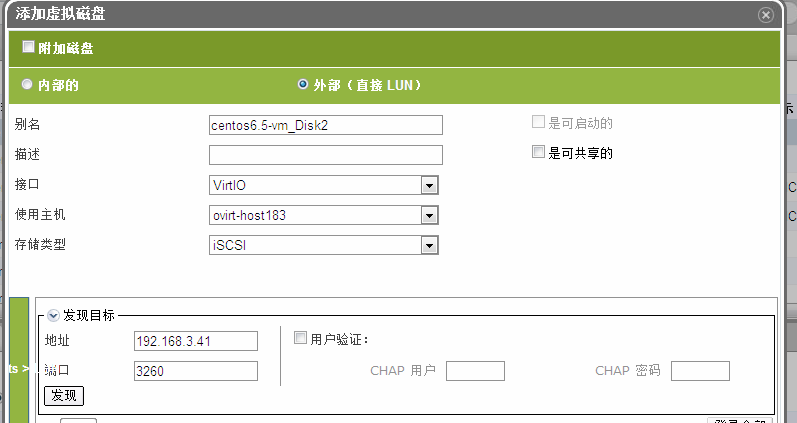 添加虚拟磁盘
附加磁盘
内部的 外部（直接 LUN）
别名 centos6.5-vm_Disk2 是可启动的
描述 是可共享的
接口 VirtIO
使用主机 ovirt-host183
存储类型 iSCSI
发现目标
地址 192.168.3.41 用户验证：
端口 3260 CHAP 用户 CHAP 密码
发现